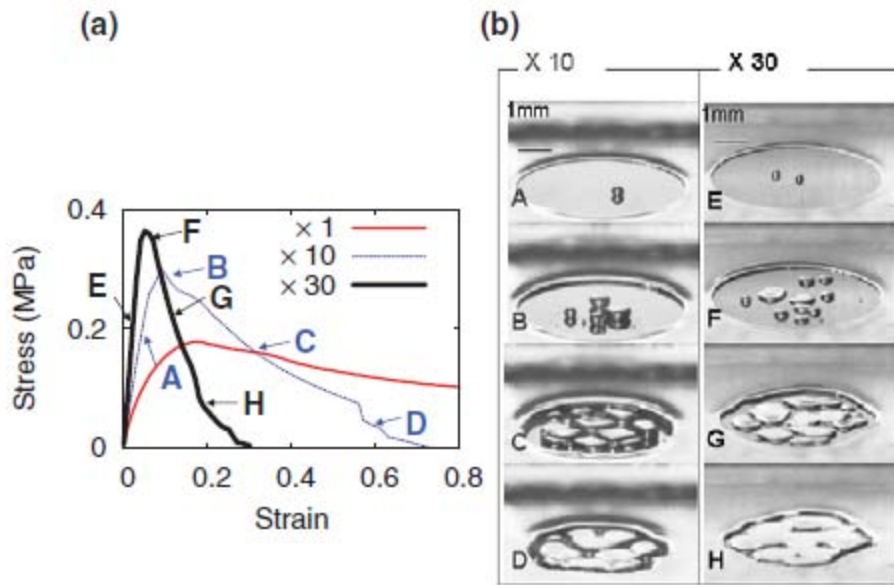 (a)
(b)
X 10
X 30
1mm
1mm
A
E
B
F
C
G
D
H
0.4
0.2
0
Stress (MPa)
× 1
× 10
× 30
F
B
E
G
C
A
H
D
0 0.2 0.4 0.6 0.8
Strain